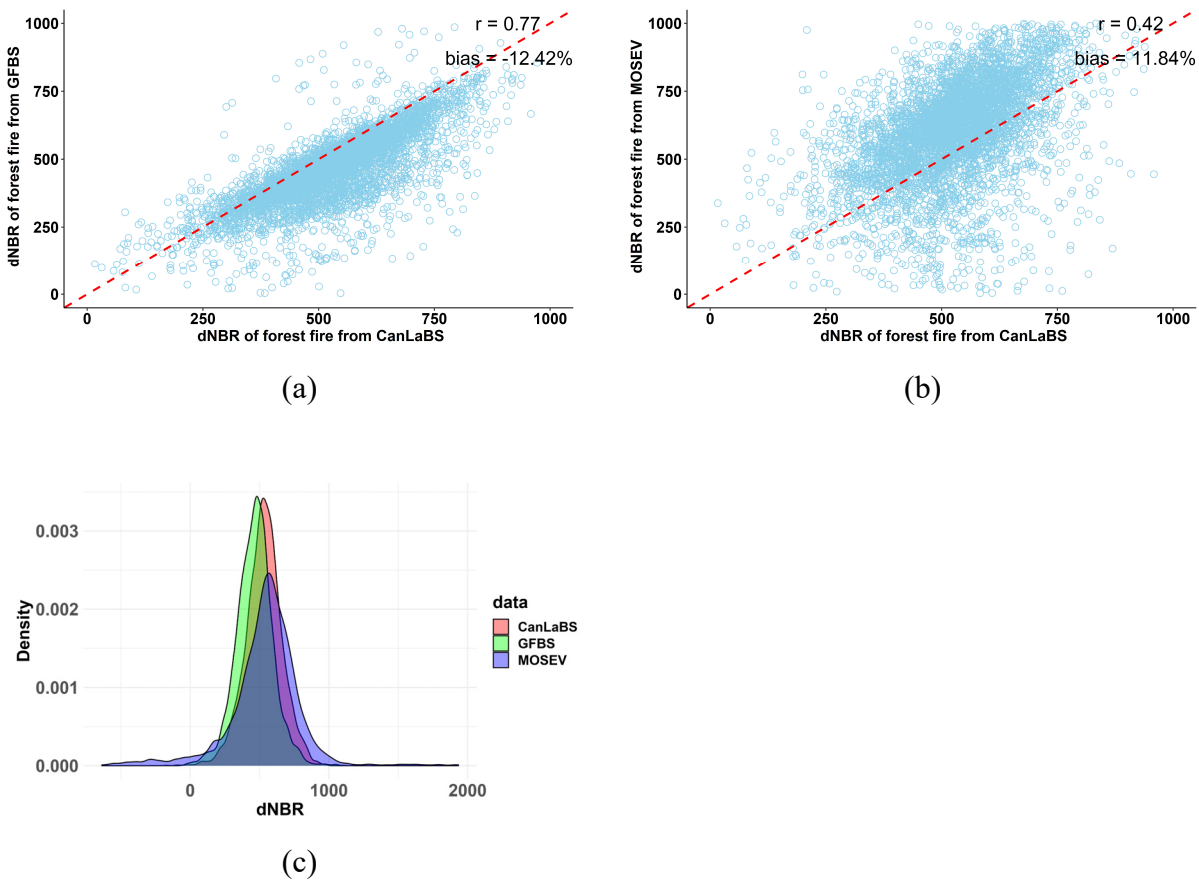 1000
750
500
250
0
dNBR of forest fire from GFBS
r = 0.77
bias = -12.42%
0 250 500 750 1000
dNBR of forest fire from CanLaBS
(a)
1000
750
500
250
0
dNBR of forest fire from MOSEV
r = 0.42
bias = 11.84%
0 250 500 750 1000
dNBR of forest fire from CanLaBS
(b)
0.003
0.002
0.001
0.000
Density
0 1000 2000
dNBR
data
CanLaBS
GFBS
MOSEV
(c)